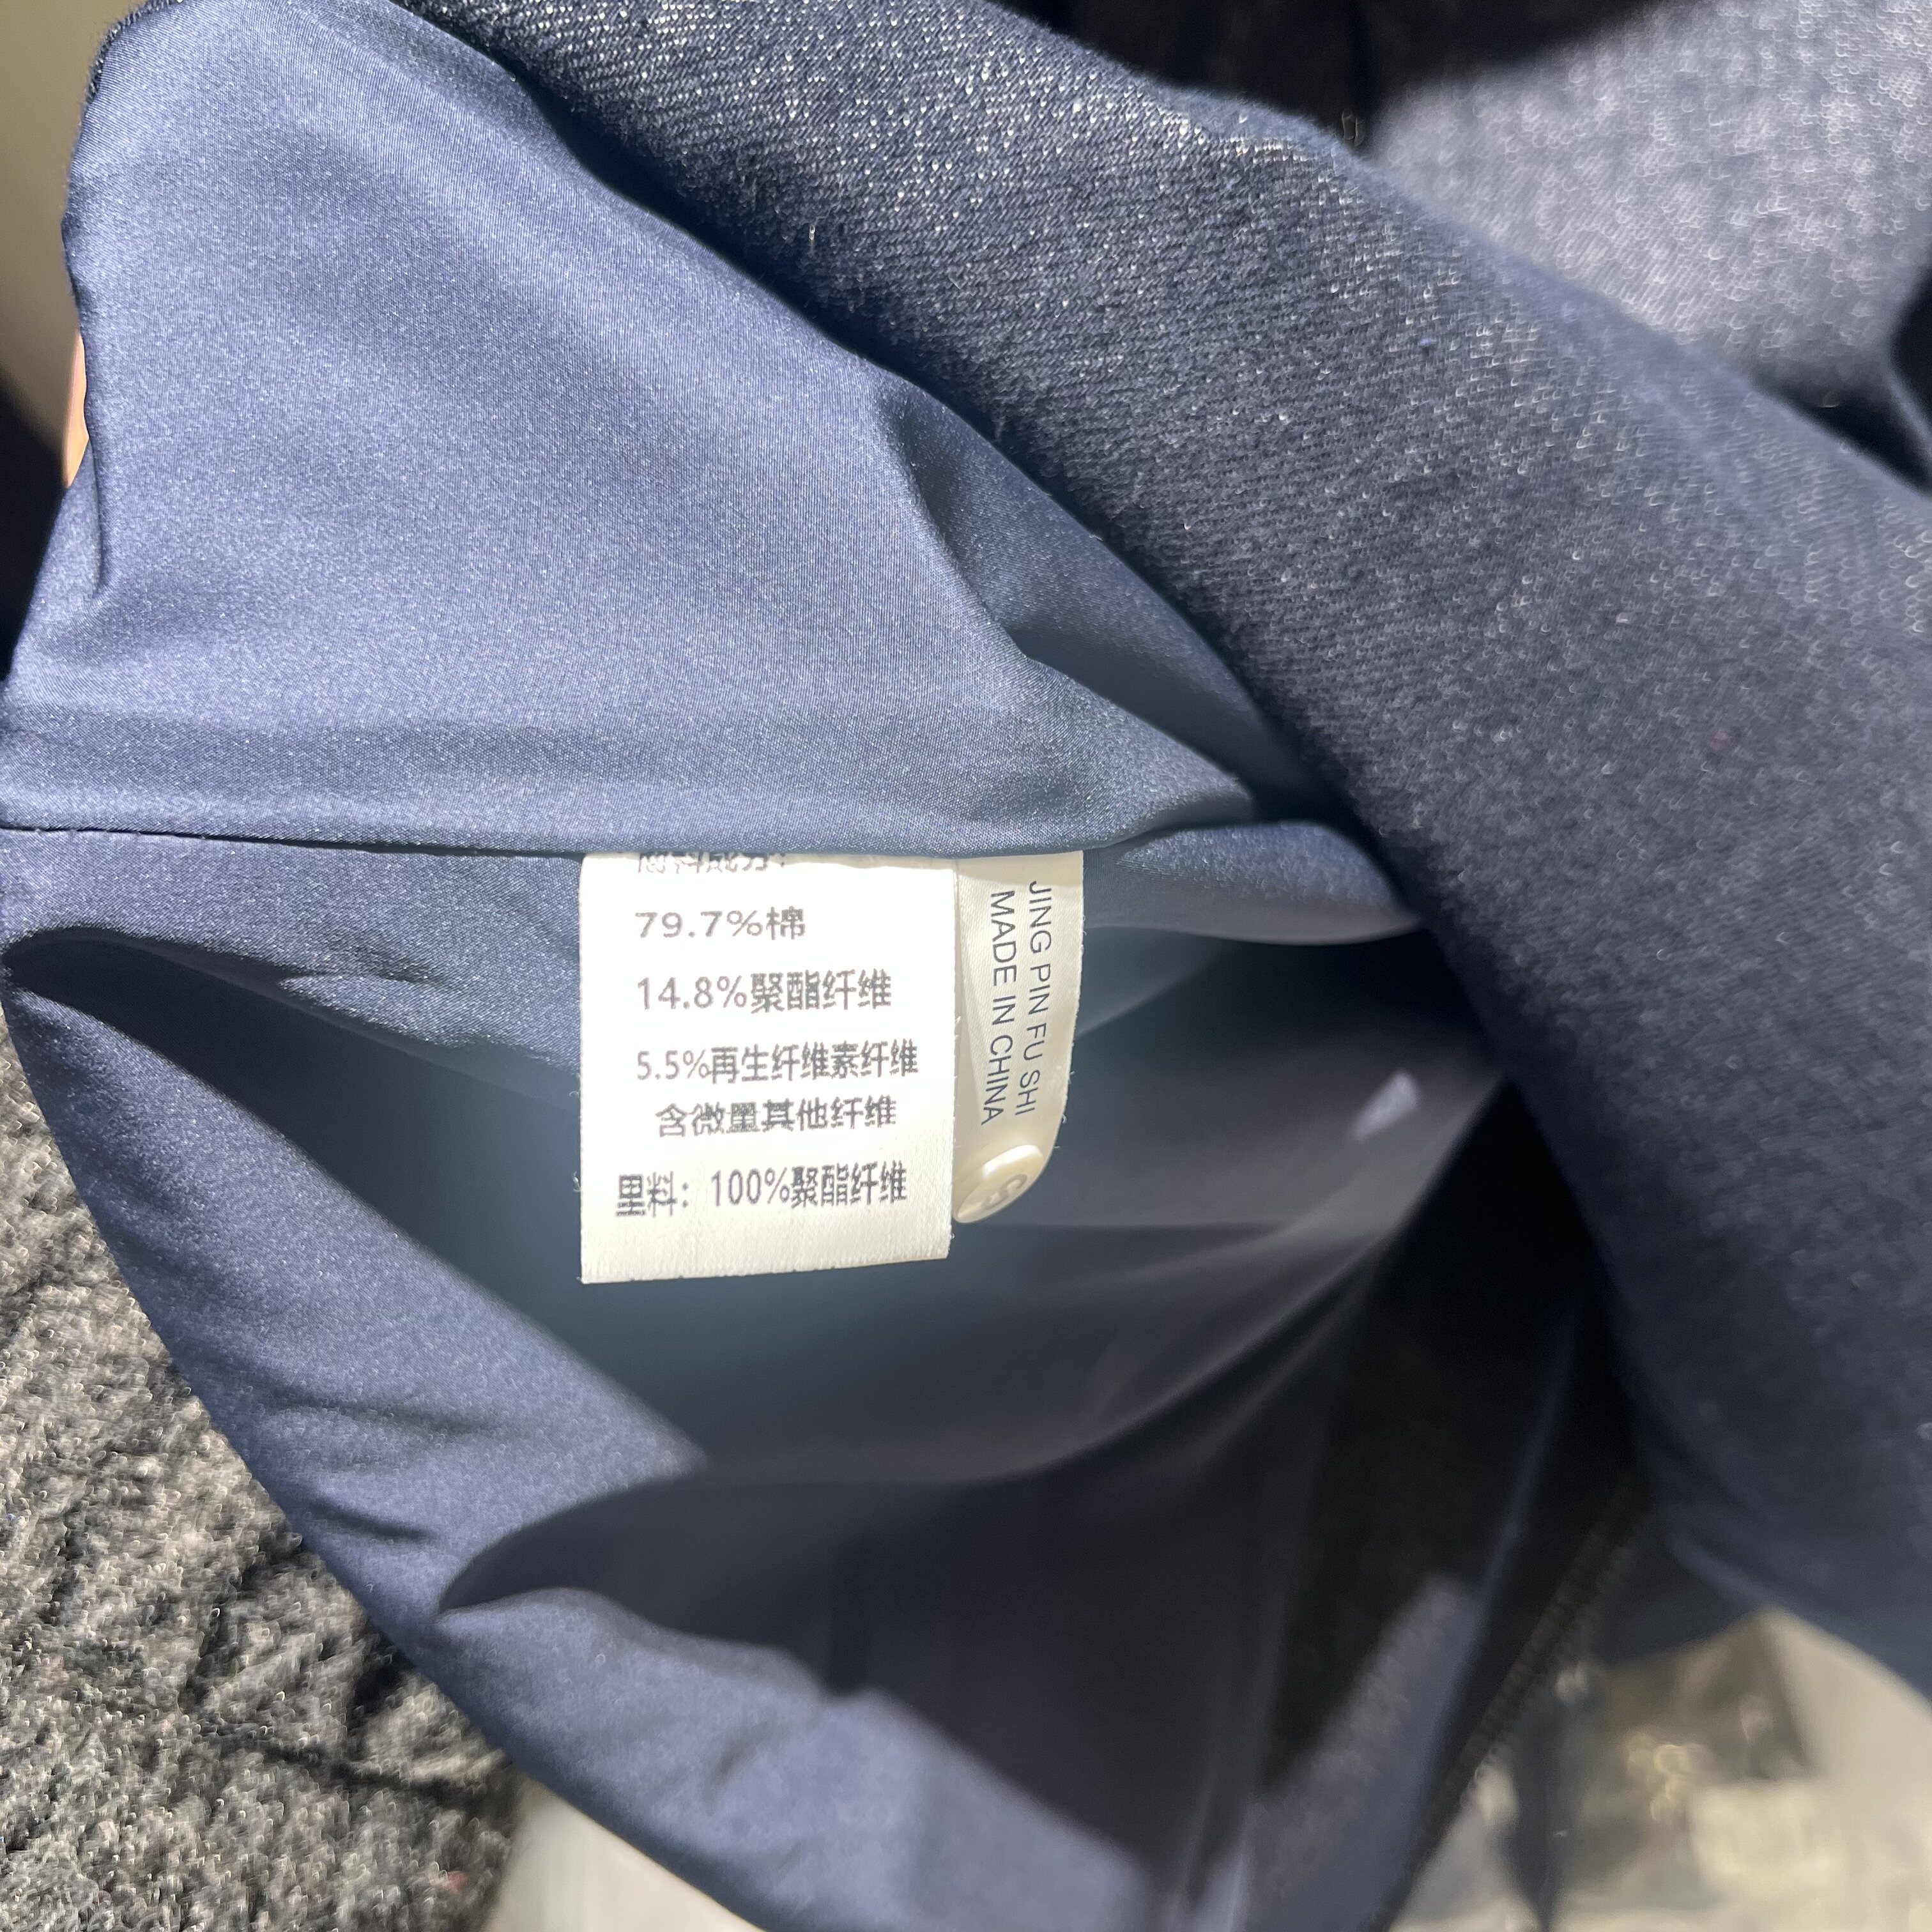 79.7%棉
14.8%聚酯纤维
5.5%再生纤维素纤维
含微量其他纤维
里料：100%聚酯纤维
JING PIN FU SHI
MADE IN CHINA
S